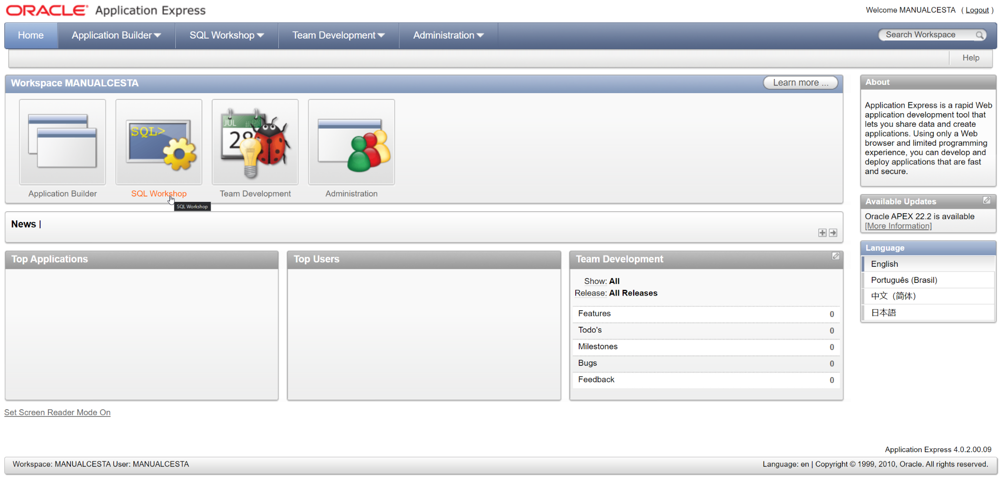 ORACLE Application Express
Welcome MANUALCESTA ( Logout )
Home
Application Builder
SQL Workshop
Team Development
Administration
Search Workspace
Help
Workspace MANUALCESTA
Learn more ...
SQL>
JUL
28
Application Builder
SQL Workshop
Team Development
Administration
SQL Workshop
News |
Top Applications
Top Users
Team Development
Show: All
Release: All Releases
Features 0
Todo's 0
Milestones 0
Bugs 0
Feedback 0
About
Application Express is a rapid Web
application development tool that
lets you share data and create
applications. Using only a Web
browser and limited programming
experience, you can develop and
deploy applications that are fast
and secure.
Available Updates
Oracle APEX 22.2 is available
[More Information]
Language
English
Português (Brasil)
中文（简体）
日本語
Set Screen Reader Mode On
Application Express 4.0.2.00.09
Workspace: MANUALCESTA User: MANUALCESTA
Language: en | Copyright © 1999, 2010, Oracle. All rights reserved.